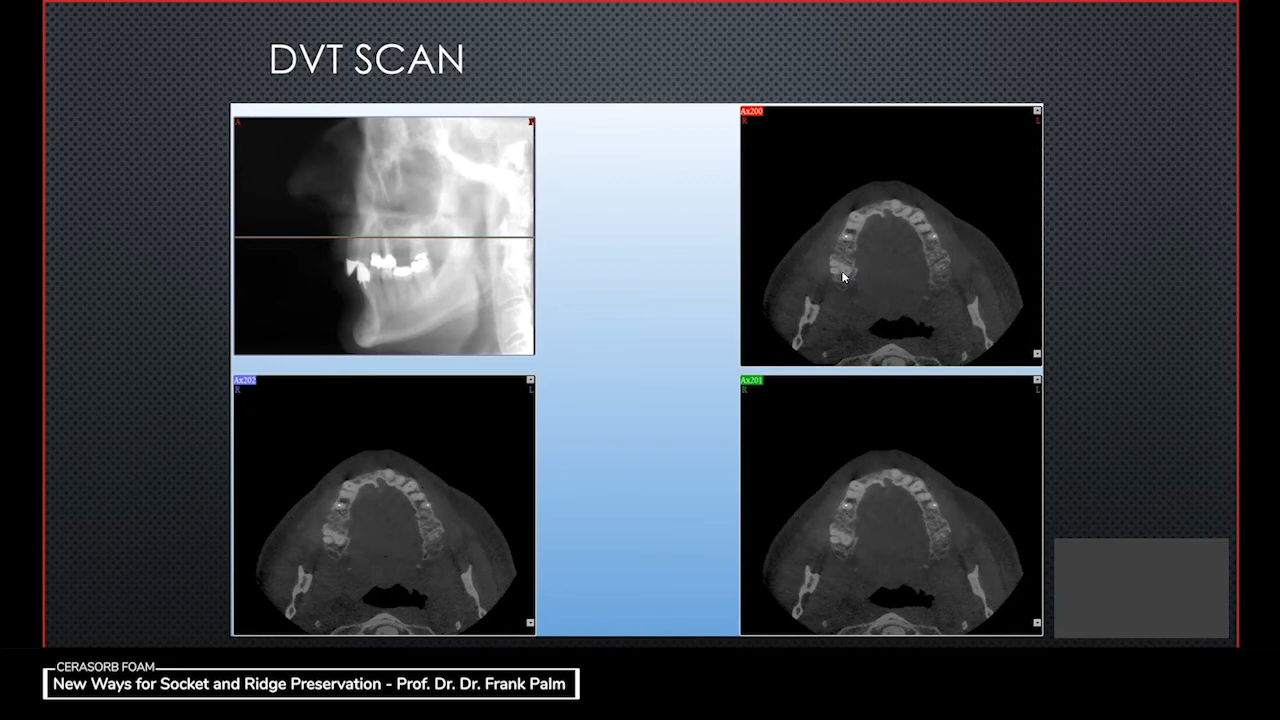 DVT SCAN
A
Ax200
R L
Ax202
R L
Ax201
R L
CERASORB FOAM
New Ways for Socket and Ridge Preservation - Prof. Dr. Dr. Frank Palm